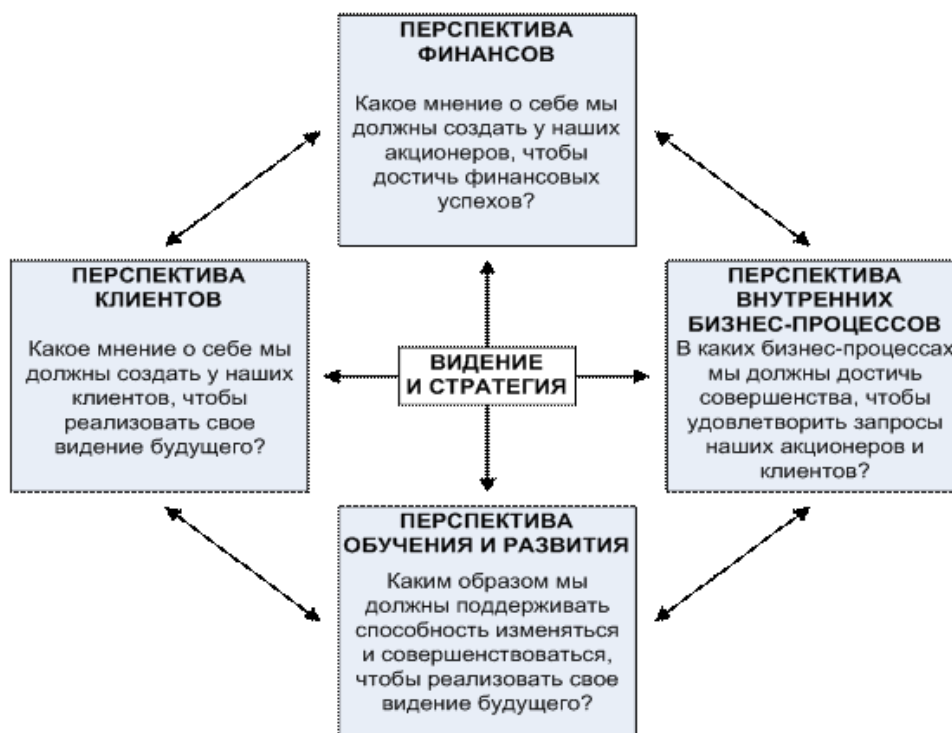 ПЕРСПЕКТИВА
ФИНАНСОВ
Какое мнение о себе мы
должны создать у наших
акционеров, чтобы
достичь финансовых
успехов?
ПЕРСПЕКТИВА
КЛИЕНТОВ
Какое мнение о себе мы
должны создать у наших
клиентов, чтобы
реализовать свое
видение будущего?
ВИДЕНИЕ
И СТРАТЕГИЯ
ПЕРСПЕКТИВА
ВНУТРЕННИХ
БИЗНЕС-ПРОЦЕССОВ
В каких бизнес-процессах
мы должны достичь
совершенства, чтобы
удовлетворить запросы
наших акционеров и
клиентов?
ПЕРСПЕКТИВА
ОБУЧЕНИЯ И РАЗВИТИЯ
Каким образом мы
должны поддерживать
способность изменяться
и совершенствоваться,
чтобы реализовать свое
видение будущего?